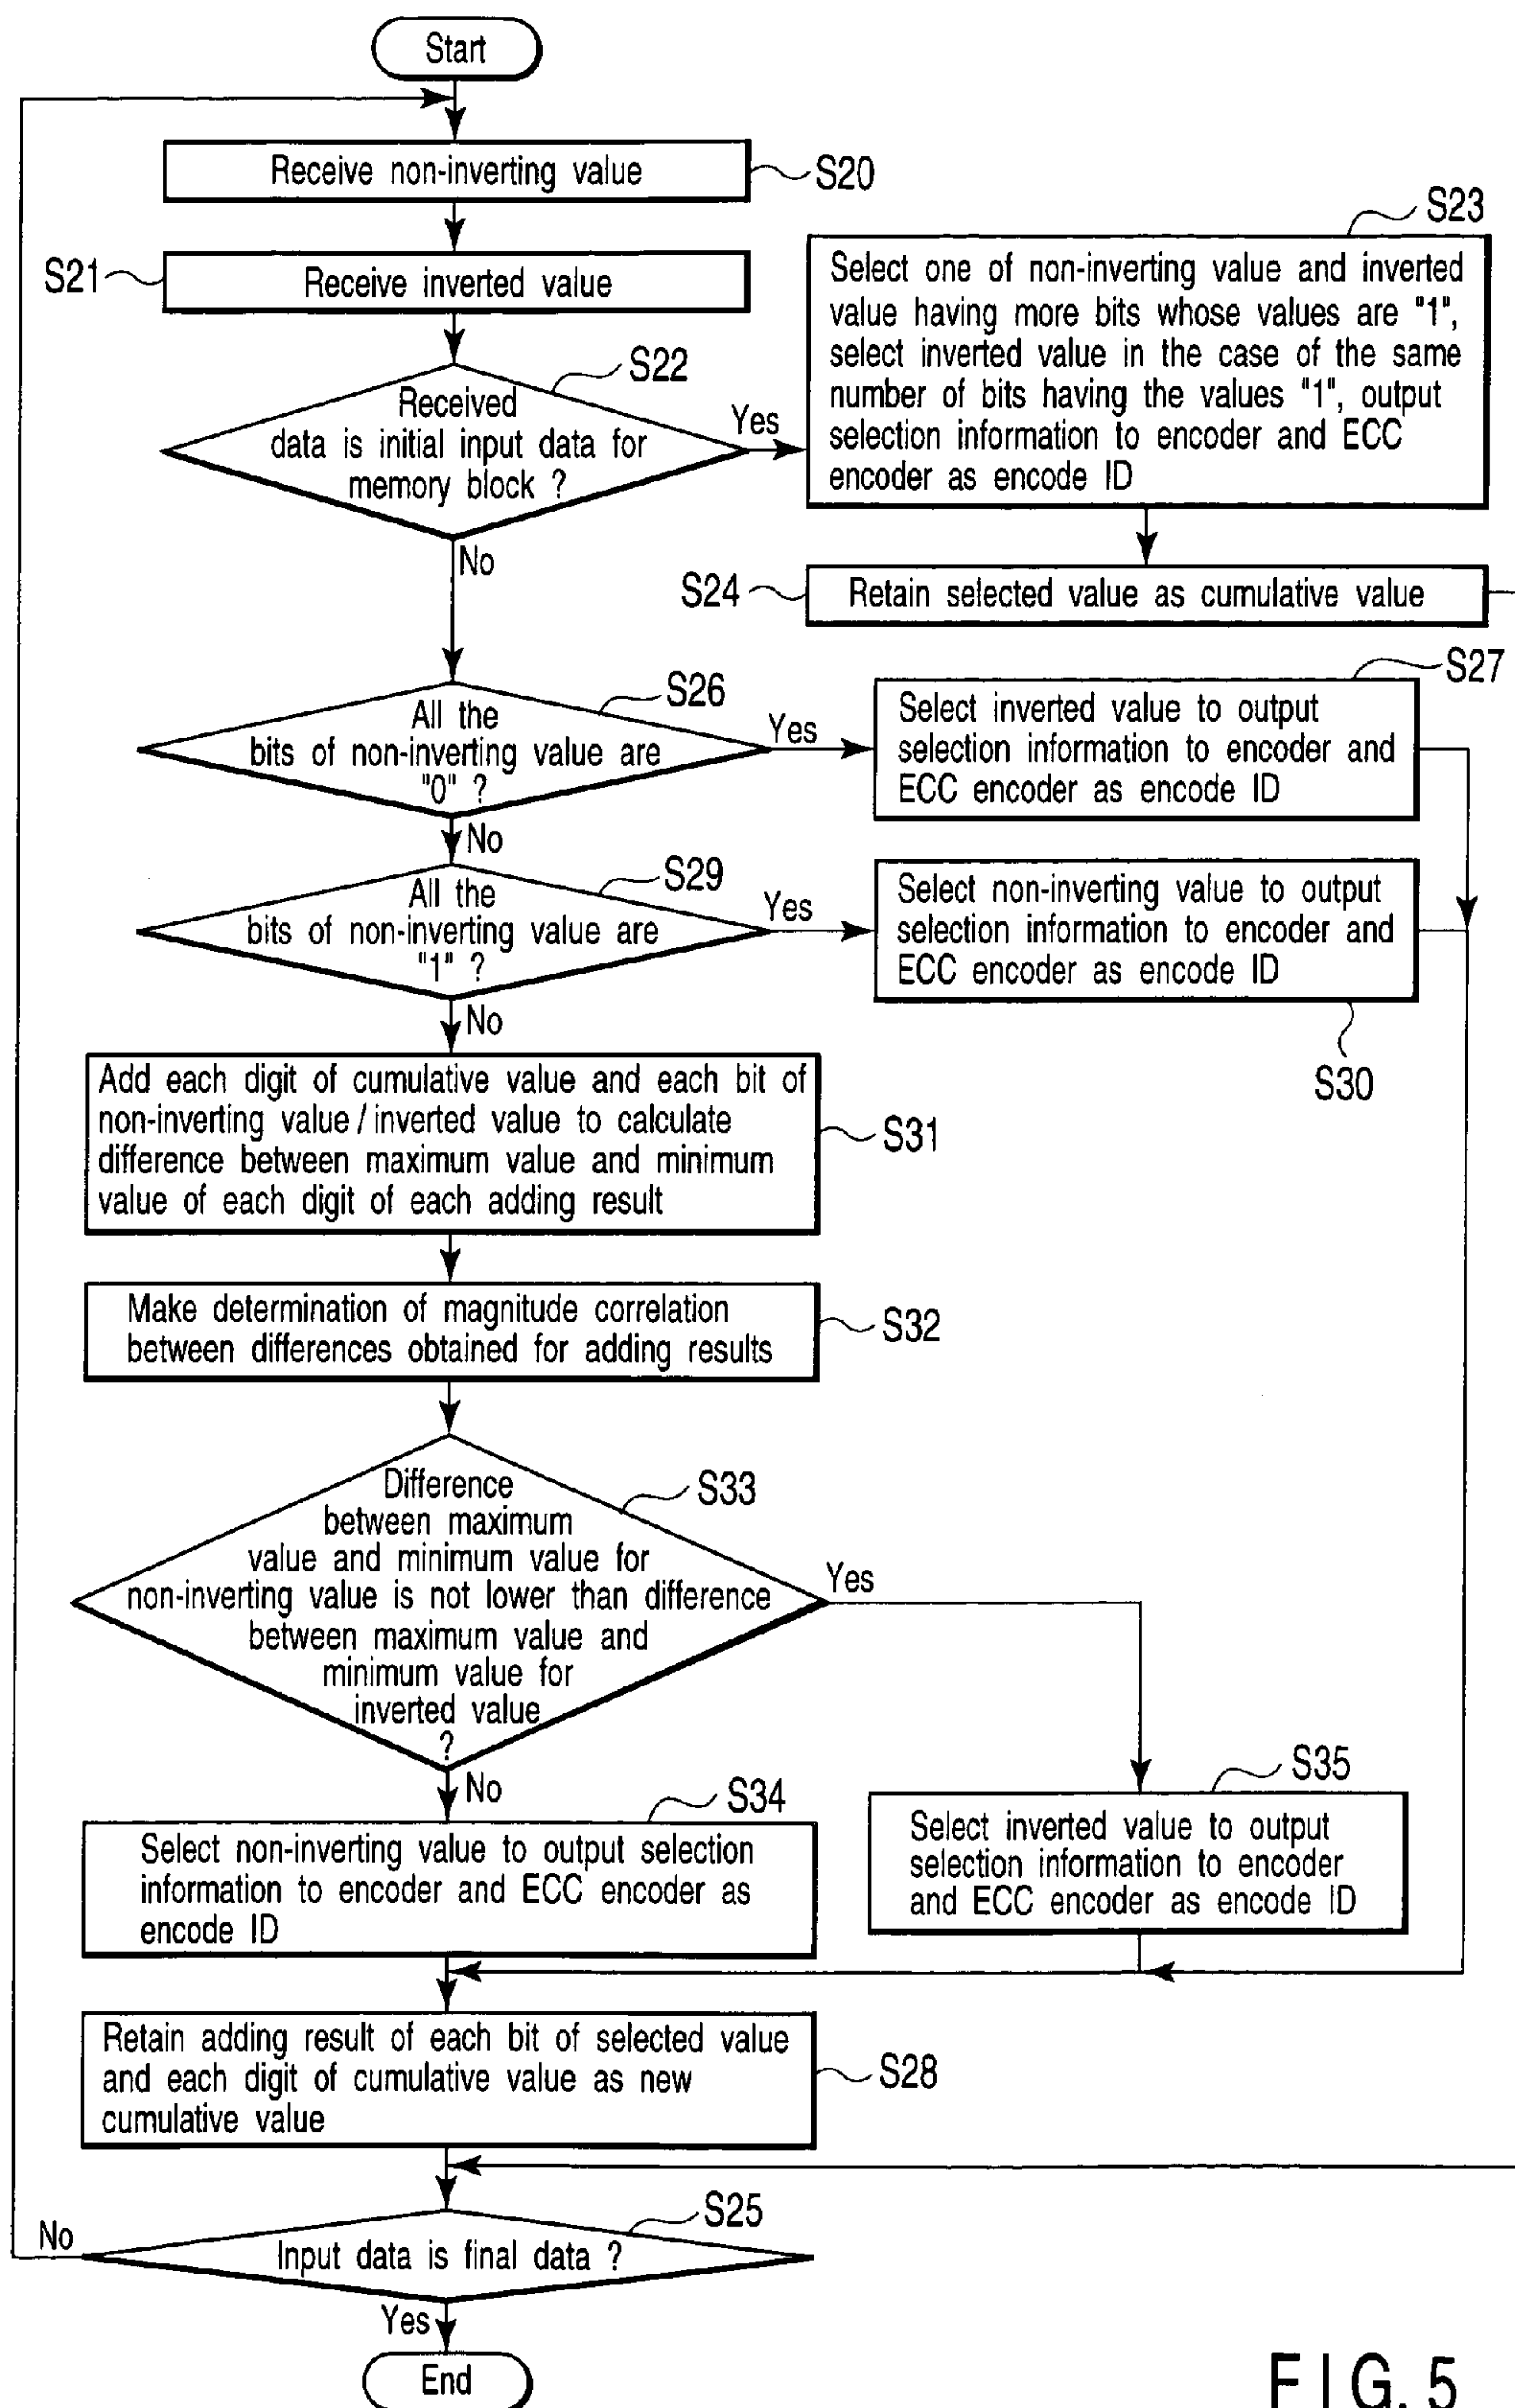 Start
Receive non-inverting value
S20
S21
Receive inverted value
S22
Received
data is initial input data for
memory block ?
Yes
No
S23
Select one of non-inverting value and inverted
value having more bits whose values are "1",
select inverted value in the case of the same
number of bits having the values "1", output
selection information to encoder and ECC
encoder as encode ID
S24
Retain selected value as cumulative value
S26
All the
bits of non-inverting value are
"0" ?
Yes
No
S27
Select inverted value to output
selection information to encoder and
ECC encoder as encode ID
S29
All the
bits of non-inverting value are
"1" ?
Yes
No
Select non-inverting value to output
selection information to encoder and
ECC encoder as encode ID
S30
Add each digit of cumulative value and each bit of
non-inverting value / inverted value to calculate
difference between maximum value and minimum
value of each digit of each adding result
S31
Make determination of magnitude correlation
between differences obtained for adding results
S32
S33
Difference
between maximum
value and minimum value for
non-inverting value is not lower than difference
between maximum value and
minimum value for
inverted value
?
Yes
No
S34
Select non-inverting value to output selection
information to encoder and ECC encoder as
encode ID
S35
Select inverted value to output
selection information to encoder
and ECC encoder as encode ID
Retain adding result of each bit of selected value
and each digit of cumulative value as new
cumulative value
S28
S25
Input data is final data ?
No
Yes
End
FIG. 5